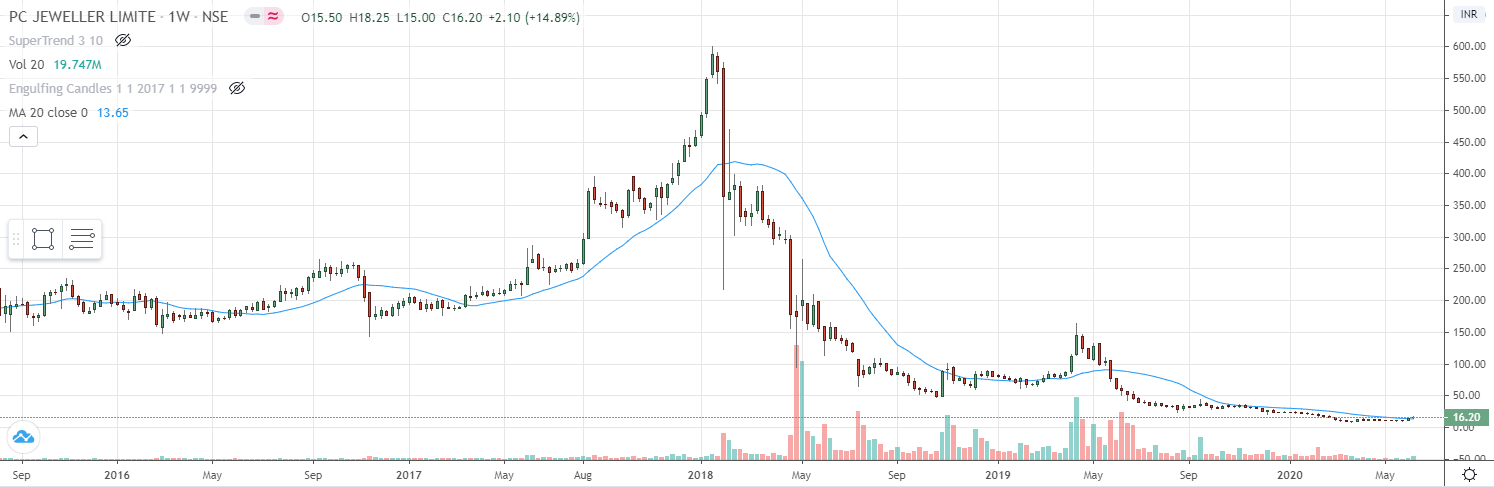 PC JEWELLER LIMITE · 1W · NSE O15.50 H18.25 L15.00 C16.20 +2.10 (+14.89%) INR
SuperTrend 3 10
Vol 20 19.747M
Engulfing Candles 1 1 2017 1 1 9999
MA 20 close 0 13.65
600.00
550.00
500.00
450.00
400.00
350.00
300.00
250.00
200.00
150.00
100.00
50.00
16.20
0.00
-50.00
Sep 2016 May Sep 2017 May Aug 2018 May Sep 2019 May Sep 2020 May